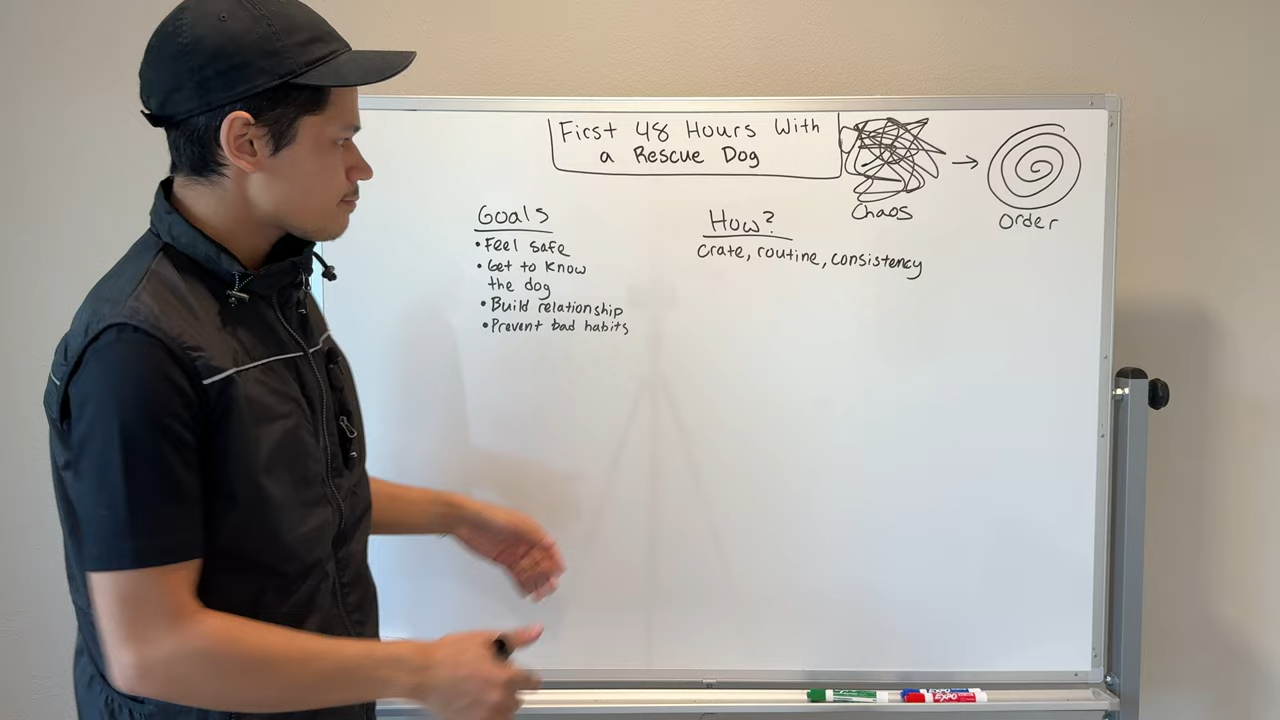 First 48 Hours With
a Rescue Dog
Chaos
Order
Goals
• Feel safe
• Get to Know
the dog
• Build relationship
• Prevent bad habits
How?
Crate, routine, consistency